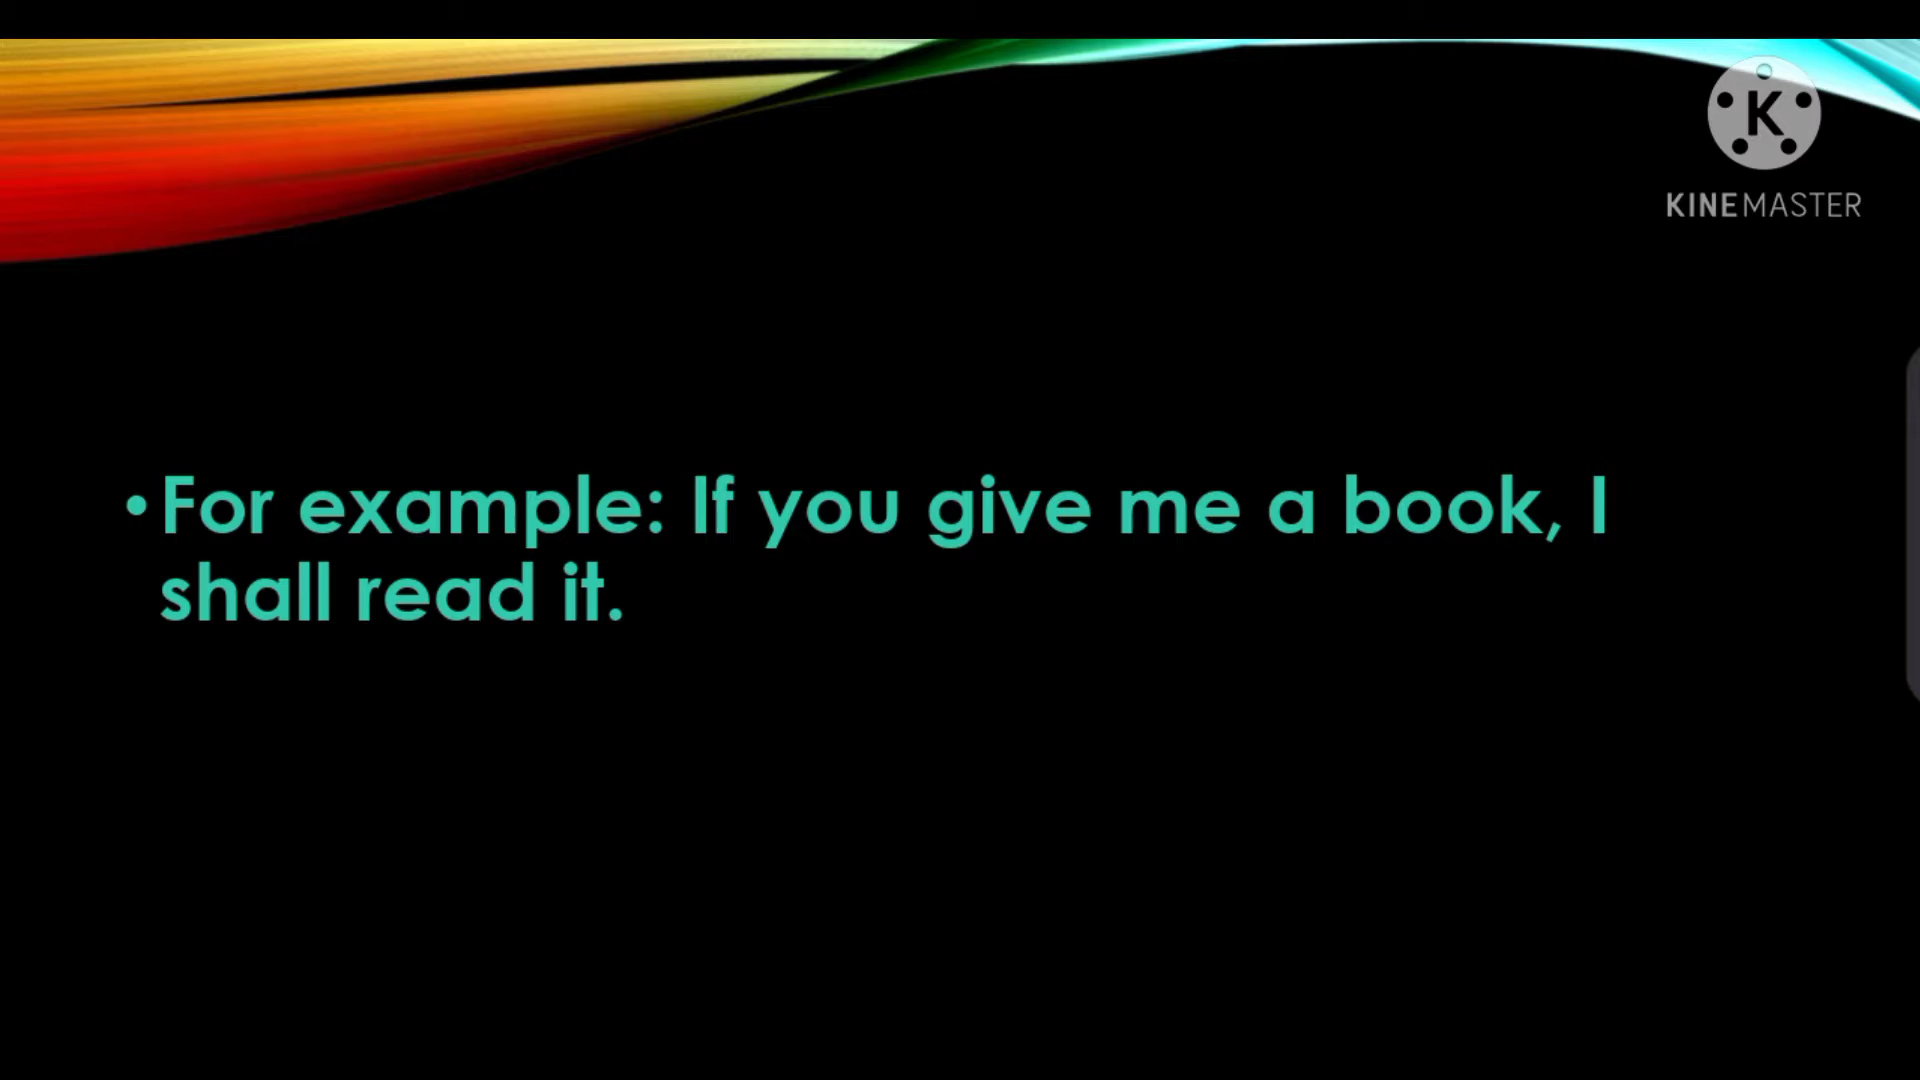 K
KINEMASTER
• For example: If you give me a book, I
shall read it.